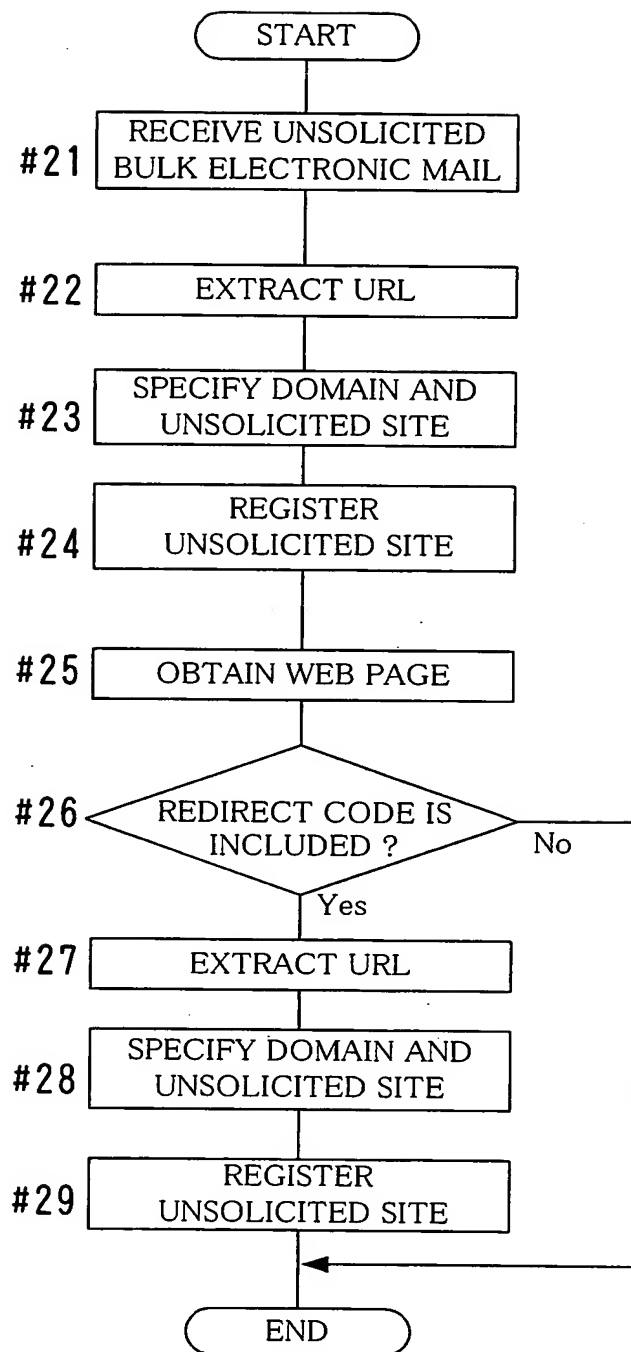 START
#21
RECEIVE UNSOLICITED
BULK ELECTRONIC MAIL
#22
EXTRACT URL
#23
SPECIFY DOMAIN AND
UNSOLICITED SITE
#24
REGISTER
UNSOLICITED SITE
#25
OBTAIN WEB PAGE
#26
REDIRECT CODE IS
INCLUDED ?
No
Yes
#27
EXTRACT URL
#28
SPECIFY DOMAIN AND
UNSOLICITED SITE
#29
REGISTER
UNSOLICITED SITE
END